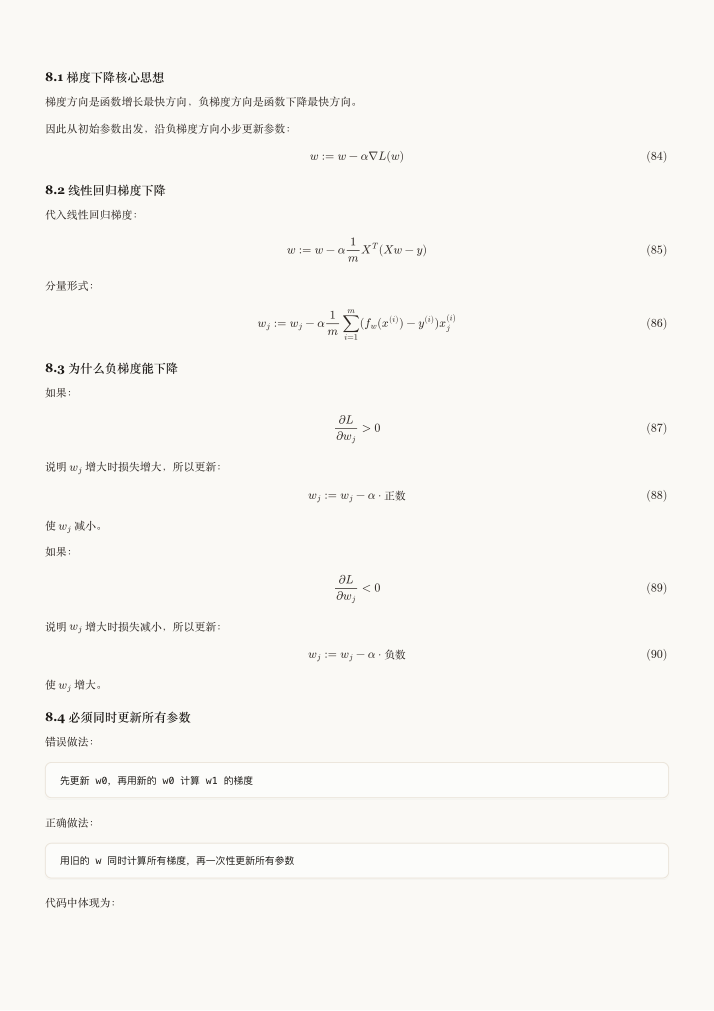 8.1 梯度下降核心思想
梯度方向是函数增长最快方向，负梯度方向是函数下降最快方向。
因此从初始参数出发，沿负梯度方向小步更新参数：
w := w − α∇L(w) (84)
8.2 线性回归梯度下降
代入线性回归梯度：
w := w − α\frac{1}{m}X^T(Xw − y) (85)
分量形式：
w_j := w_j − α\frac{1}{m}\sum_{i=1}^{m}(f_w(x^{(i)}) − y^{(i)})x_j^{(i)} (86)
8.3 为什么负梯度能下降
如果：
\frac{∂L}{∂w_j} > 0 (87)
说明 w_j 增大时损失增大，所以更新：
w_j := w_j − α · 正数 (88)
使 w_j 减小。
如果：
\frac{∂L}{∂w_j} < 0 (89)
说明 w_j 增大时损失减小，所以更新：
w_j := w_j − α · 负数 (90)
使 w_j 增大。
8.4 必须同时更新所有参数
错误做法：
先更新 w0，再用新的 w0 计算 w1 的梯度
正确做法：
用旧的 w 同时计算所有梯度，再一次性更新所有参数
代码中体现为：